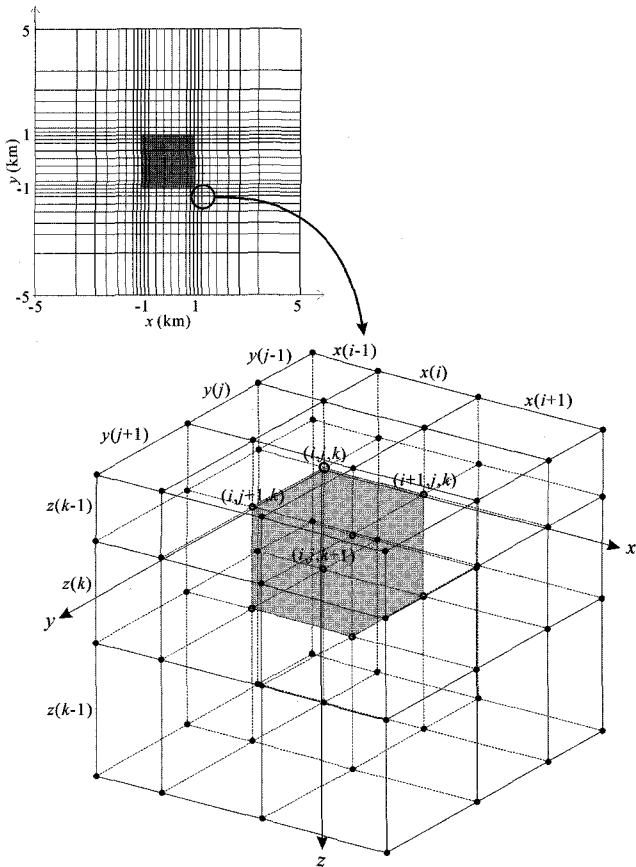 5
1
y (km)
-1
-5
-5
-1
1
5
x (km)
y(j-1)
x(i-1)
x(i)
x(i+1)
y(j)
y(j+1)
(i,j,k)
(i+1,j,k)
(i,j+1,k)
z(k-1)
(i,j,k+1)
x
z(k)
y
z(k-1)
z